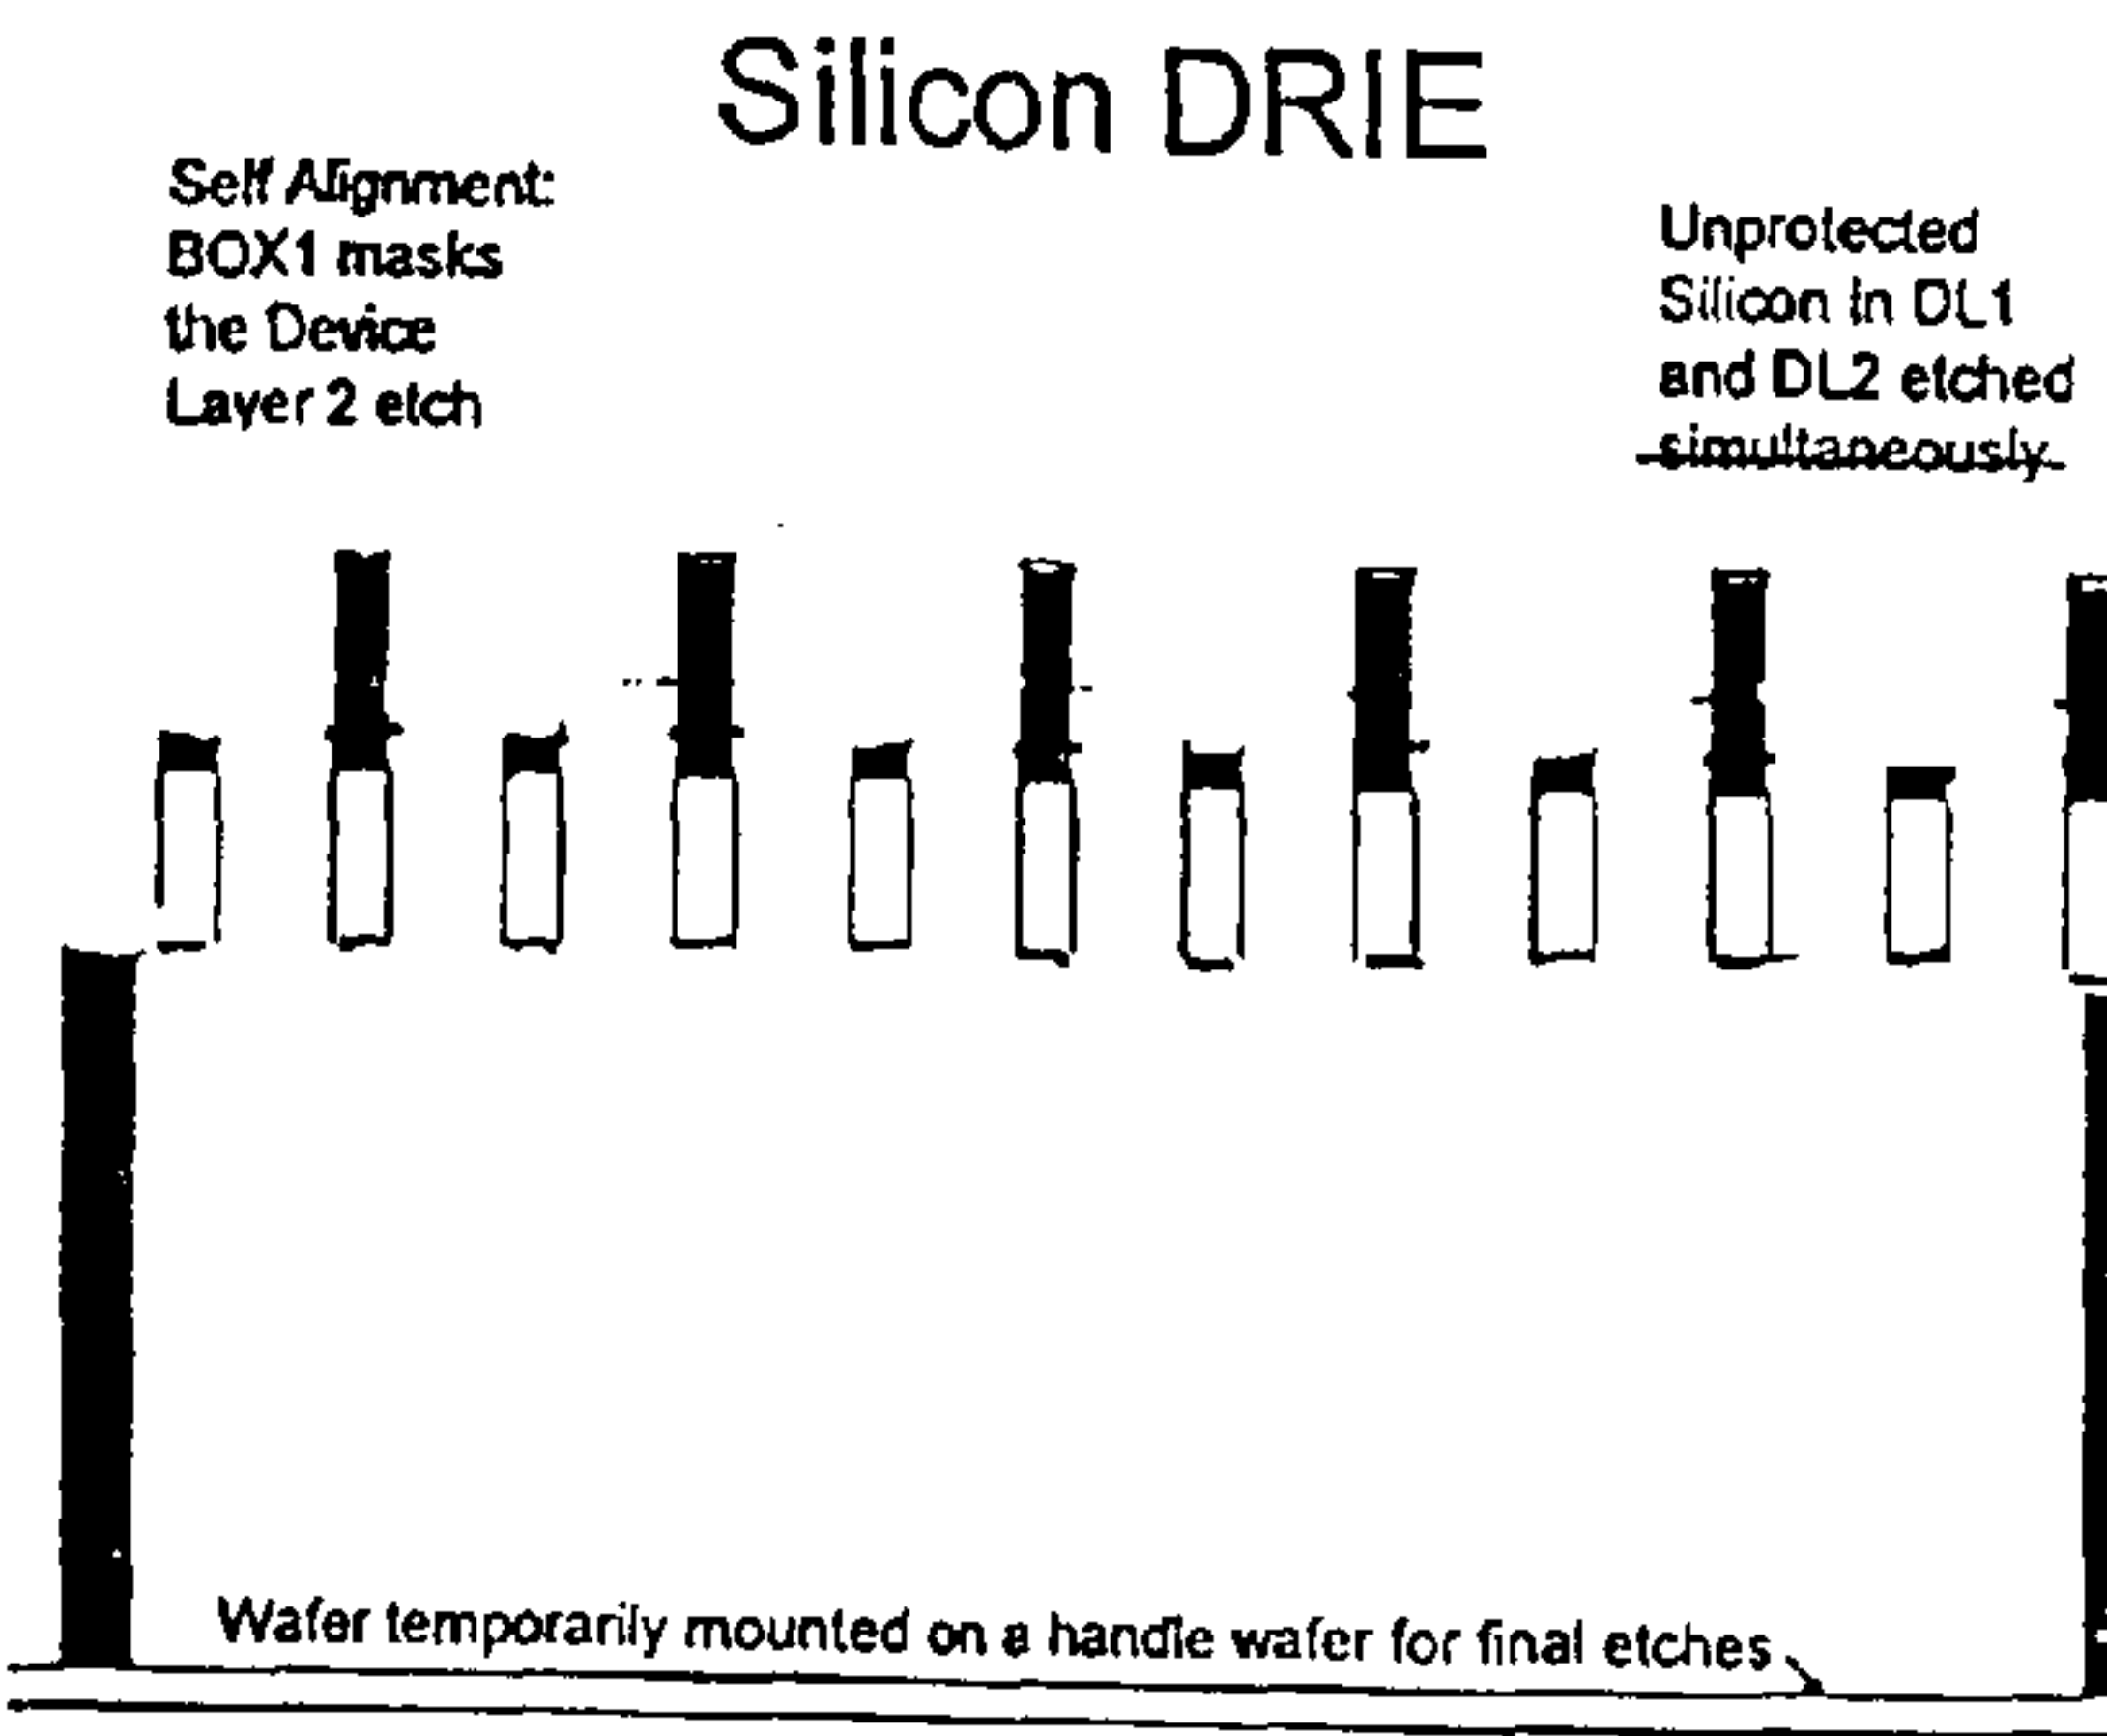 Silicon DRIE
Self Alignment:
BOX1 masks
the Device
Layer 2 etch
Unprotected
Silicon in DL1
and DL2 etched
simultaneously
Wafer temporarily mounted on a handle wafer for final etches